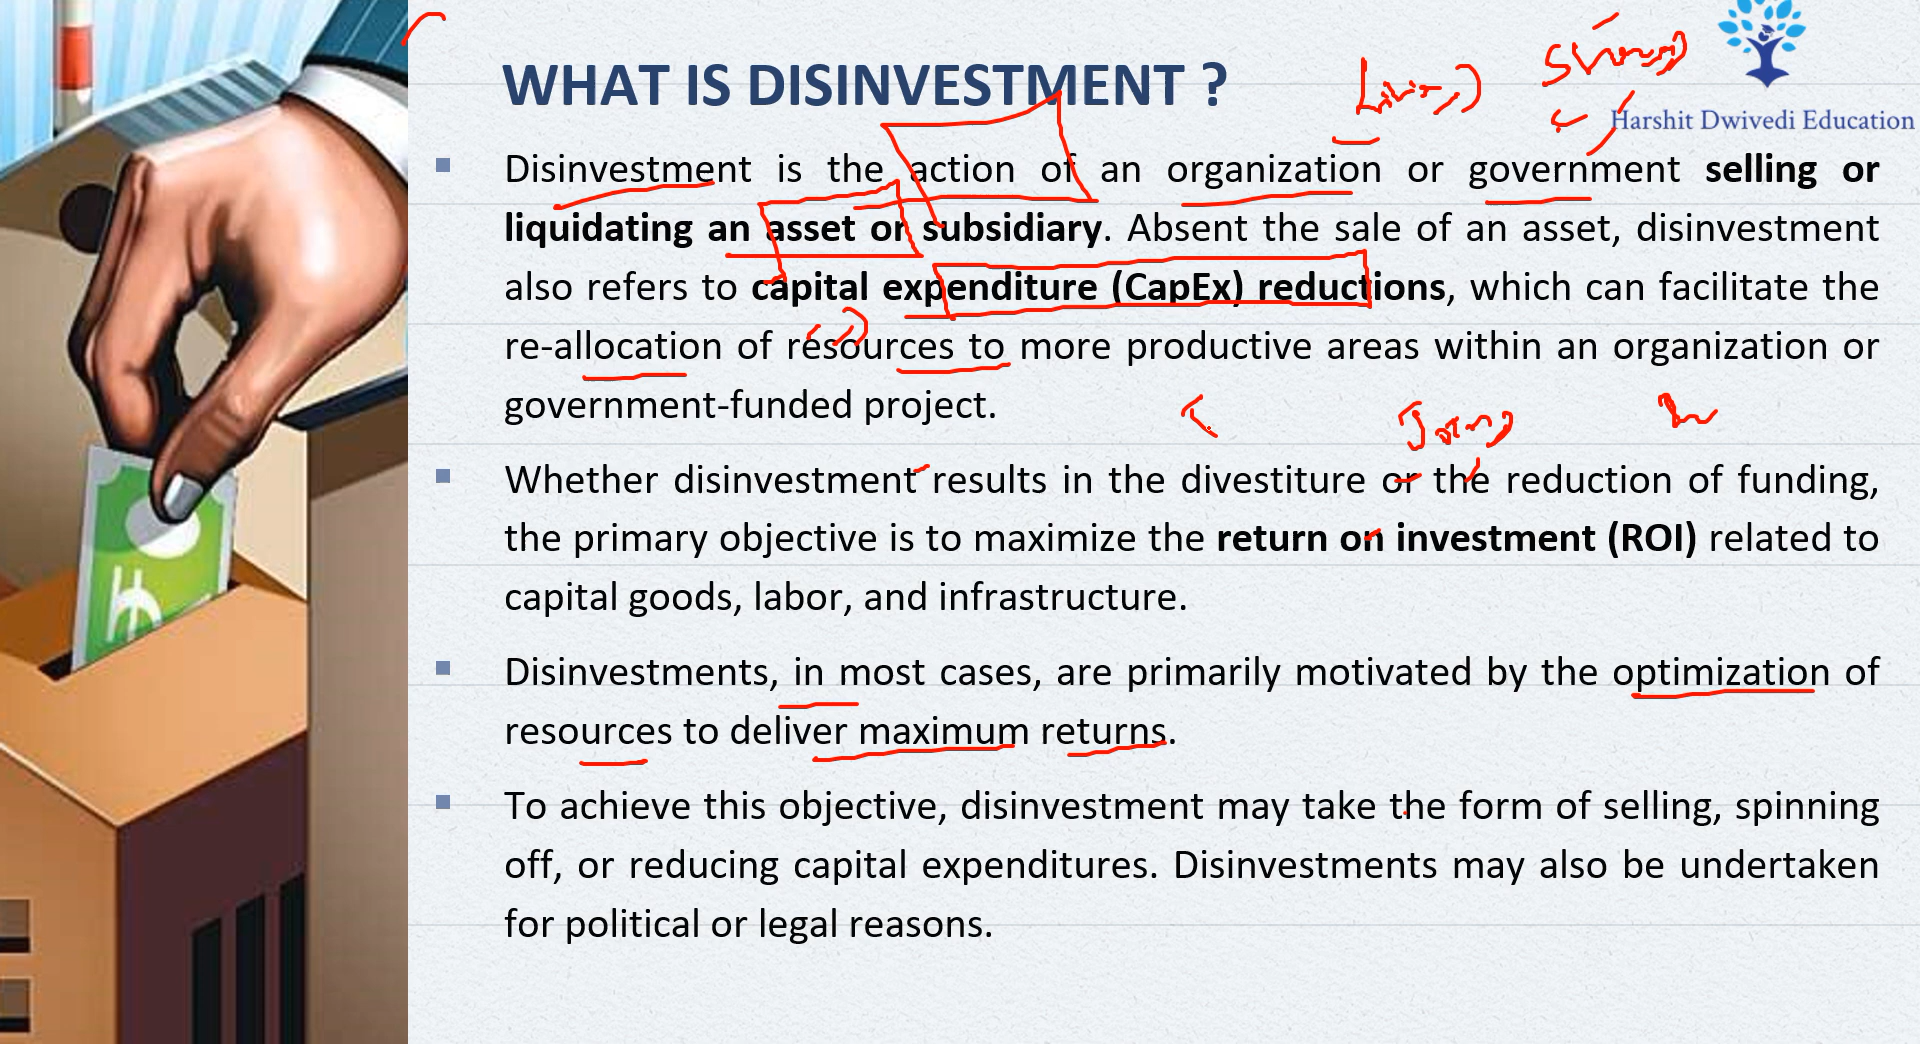 WHAT IS DISINVESTMENT ?
Harshit Dwivedi Education
Disinvestment is the action of an organization or government selling or
liquidating an asset or subsidiary. Absent the sale of an asset, disinvestment
also refers to capital expenditure (CapEx) reductions, which can facilitate the
re-allocation of resources to more productive areas within an organization or
government-funded project.
Whether disinvestment results in the divestiture or the reduction of funding,
the primary objective is to maximize the return on investment (ROI) related to
capital goods, labor, and infrastructure.
Disinvestments, in most cases, are primarily motivated by the optimization of
resources to deliver maximum returns.
To achieve this objective, disinvestment may take the form of selling, spinning
off, or reducing capital expenditures. Disinvestments may also be undertaken
for political or legal reasons.